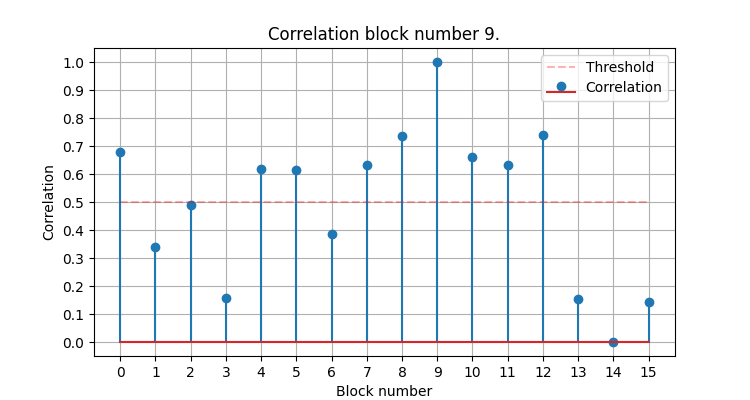 Correlation block number 9.
Threshold
Correlation
Correlation
1.0
0.9
0.8
0.7
0.6
0.5
0.4
0.3
0.2
0.1
0.0
0 1 2 3 4 5 6 7 8 9 10 11 12 13 14 15
Block number